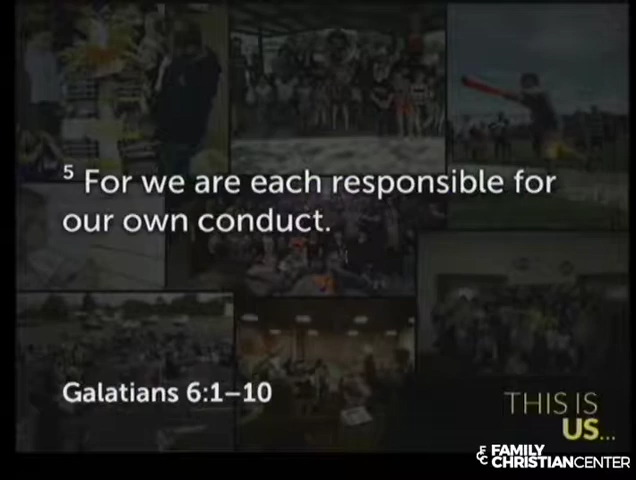 5 For we are each responsible for
our own conduct.
Galatians 6:1–10
THIS IS
US...
FC FAMILY
CHRISTIANCENTER